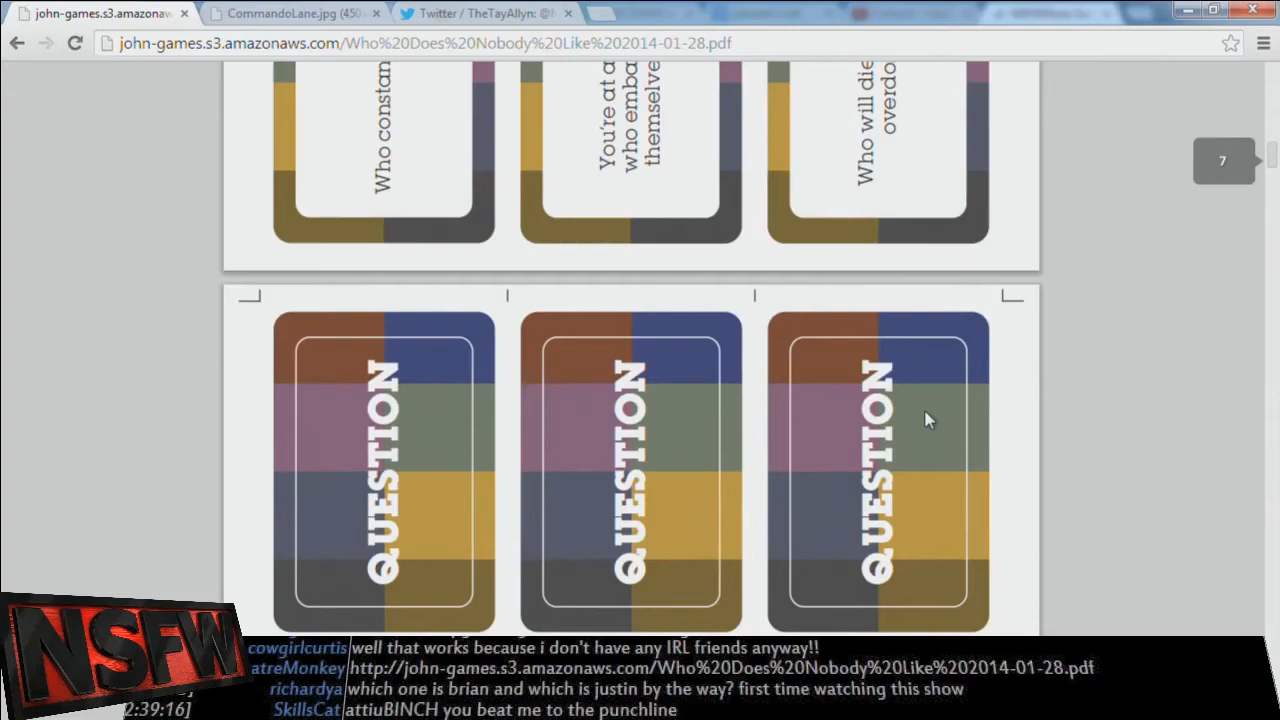 john-games.s3.amazonaws
CommandoLane.jpg (450
Twitter / TheTayAllyn: @
john-games.s3.amazonaws.com/Who%20Does%20Nobody%20Like%202014-01-28.pdf
Who constan
You're at a
who emba
themselve
Who will die
overdo
7
QUESTION
QUESTION
QUESTION
NSFW
cowgirlcurtis well that works because i don't have any IRL friends anyway!!
atreMonkey http://john-games.s3.amazonaws.com/Who%20Does%20Nobody%20Like%202014-01-28.pdf
richardya which one is brian and which is justin by the way? first time watching this show
2:39:16] SkillsCat attiuBINCH you beat me to the punchline